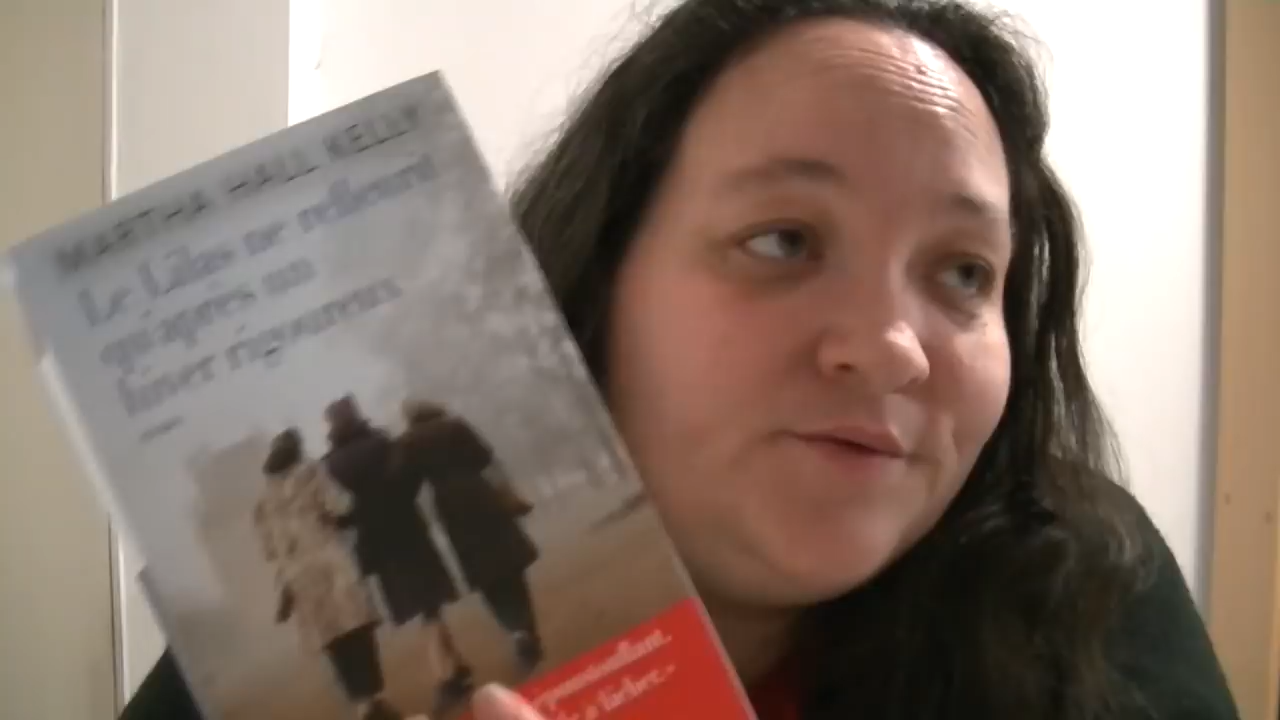 MARTHA HALL KELLY
Le Lilas ne refleurit
qu'après un
hiver rigoureux